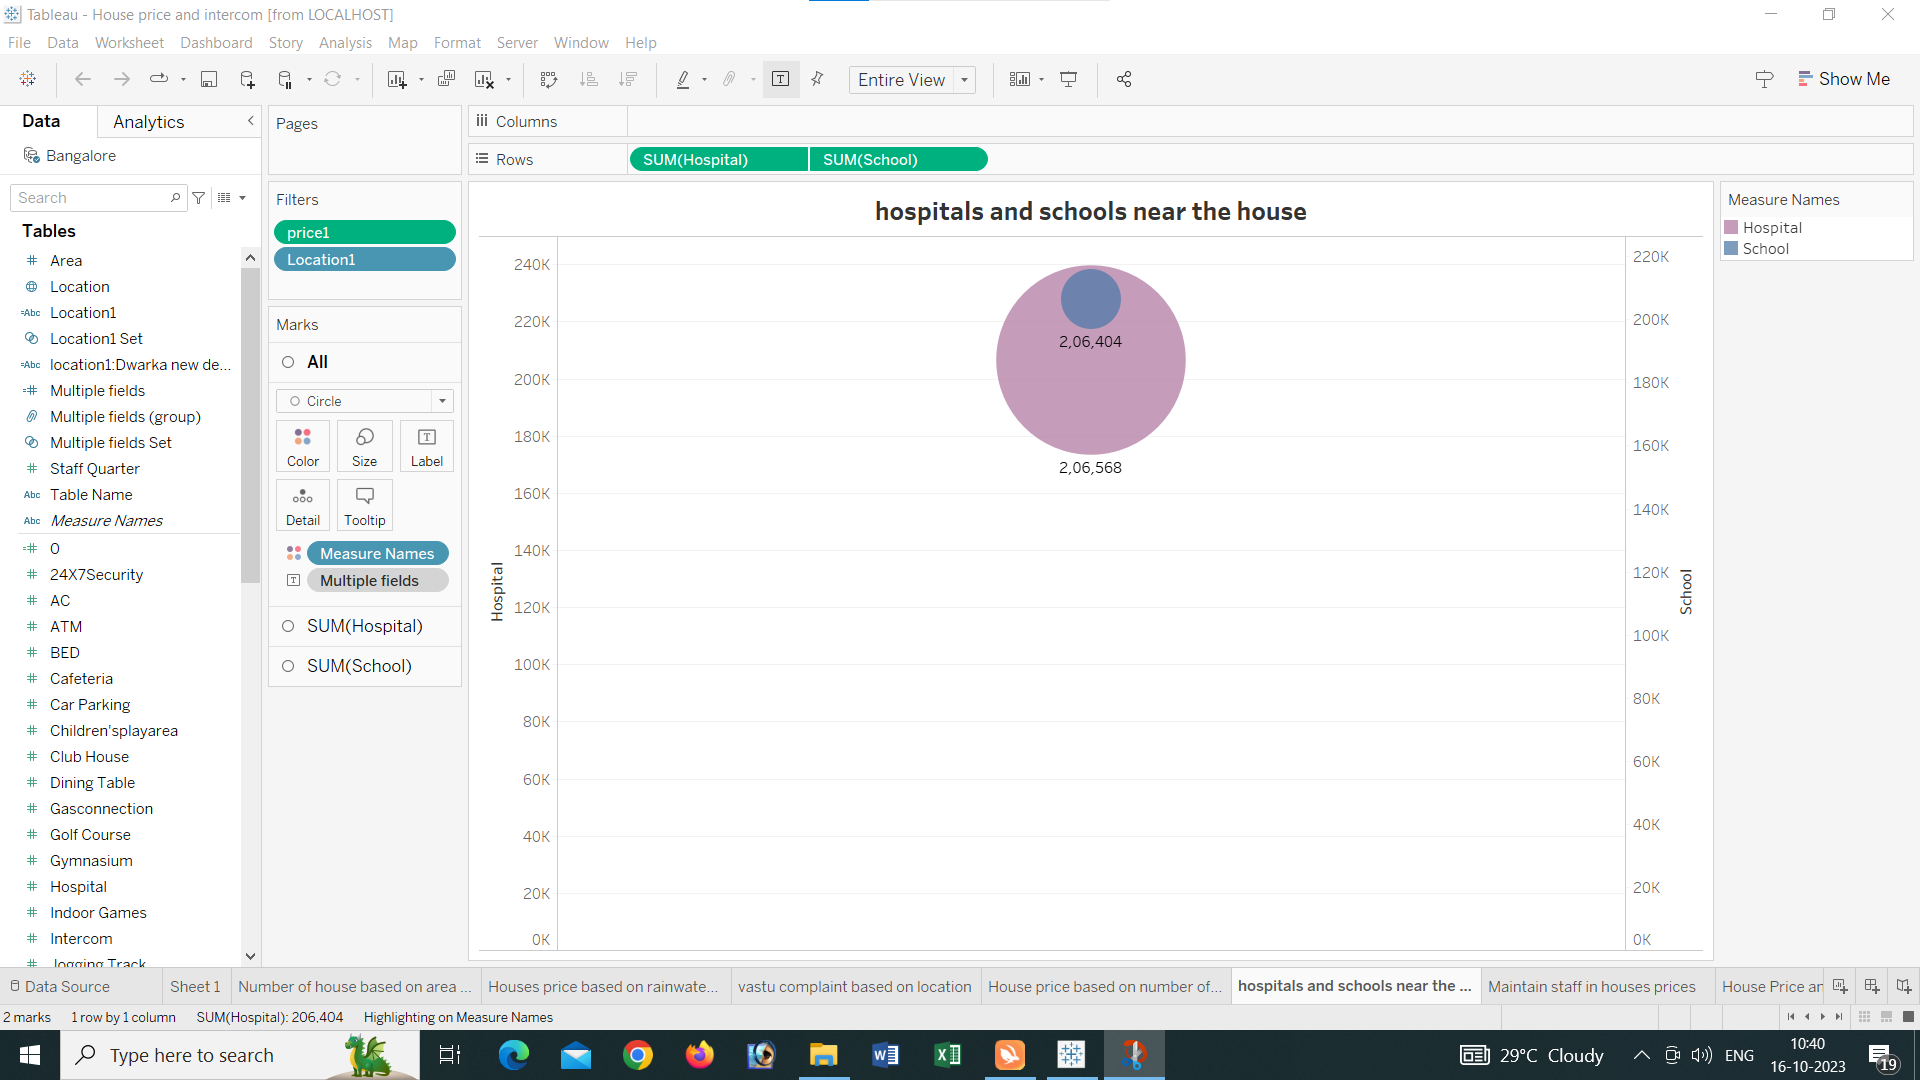 Tableau - House price and intercom [from LOCALHOST]
File Data Worksheet Dashboard Story Analysis Map Format Server Window Help
Entire View
Show Me
Data Analytics
Bangalore
Search
Tables
Area
Location
Abc Location1
Location1 Set
Abc location1:Dwarka new de...
Multiple fields
Multiple fields (group)
Multiple fields Set
Staff Quarter
Abc Table Name
Abc Measure Names
0
24X7Security
AC
ATM
BED
Cafeteria
Car Parking
Children'splayarea
Club House
Dining Table
Gasconnection
Golf Course
Gymnasium
Hospital
Indoor Games
Intercom
Jogging Track
Pages
Filters
price1
Location1
Marks
All
Circle
Color Size Label
Detail Tooltip
Measure Names
Multiple fields
SUM(Hospital)
SUM(School)
Columns
Rows SUM(Hospital) SUM(School)
hospitals and schools near the house
Hospital
240K
220K
200K
180K
160K
140K
120K
100K
80K
60K
40K
20K
0K
2,06,404
2,06,568
220K
200K
180K
160K
140K
120K
100K
80K
60K
40K
20K
0K
School
Measure Names
Hospital
School
Data Source Sheet 1 Number of house based on area ... Houses price based on rainwate... vastu complaint based on location House price based on number of... hospitals and schools near the ... Maintain staff in houses prices House Price an
2 marks 1 row by 1 column SUM(Hospital): 206,404 Highlighting on Measure Names
Type here to search
29°C Cloudy
ENG
10:40
16-10-2023
19